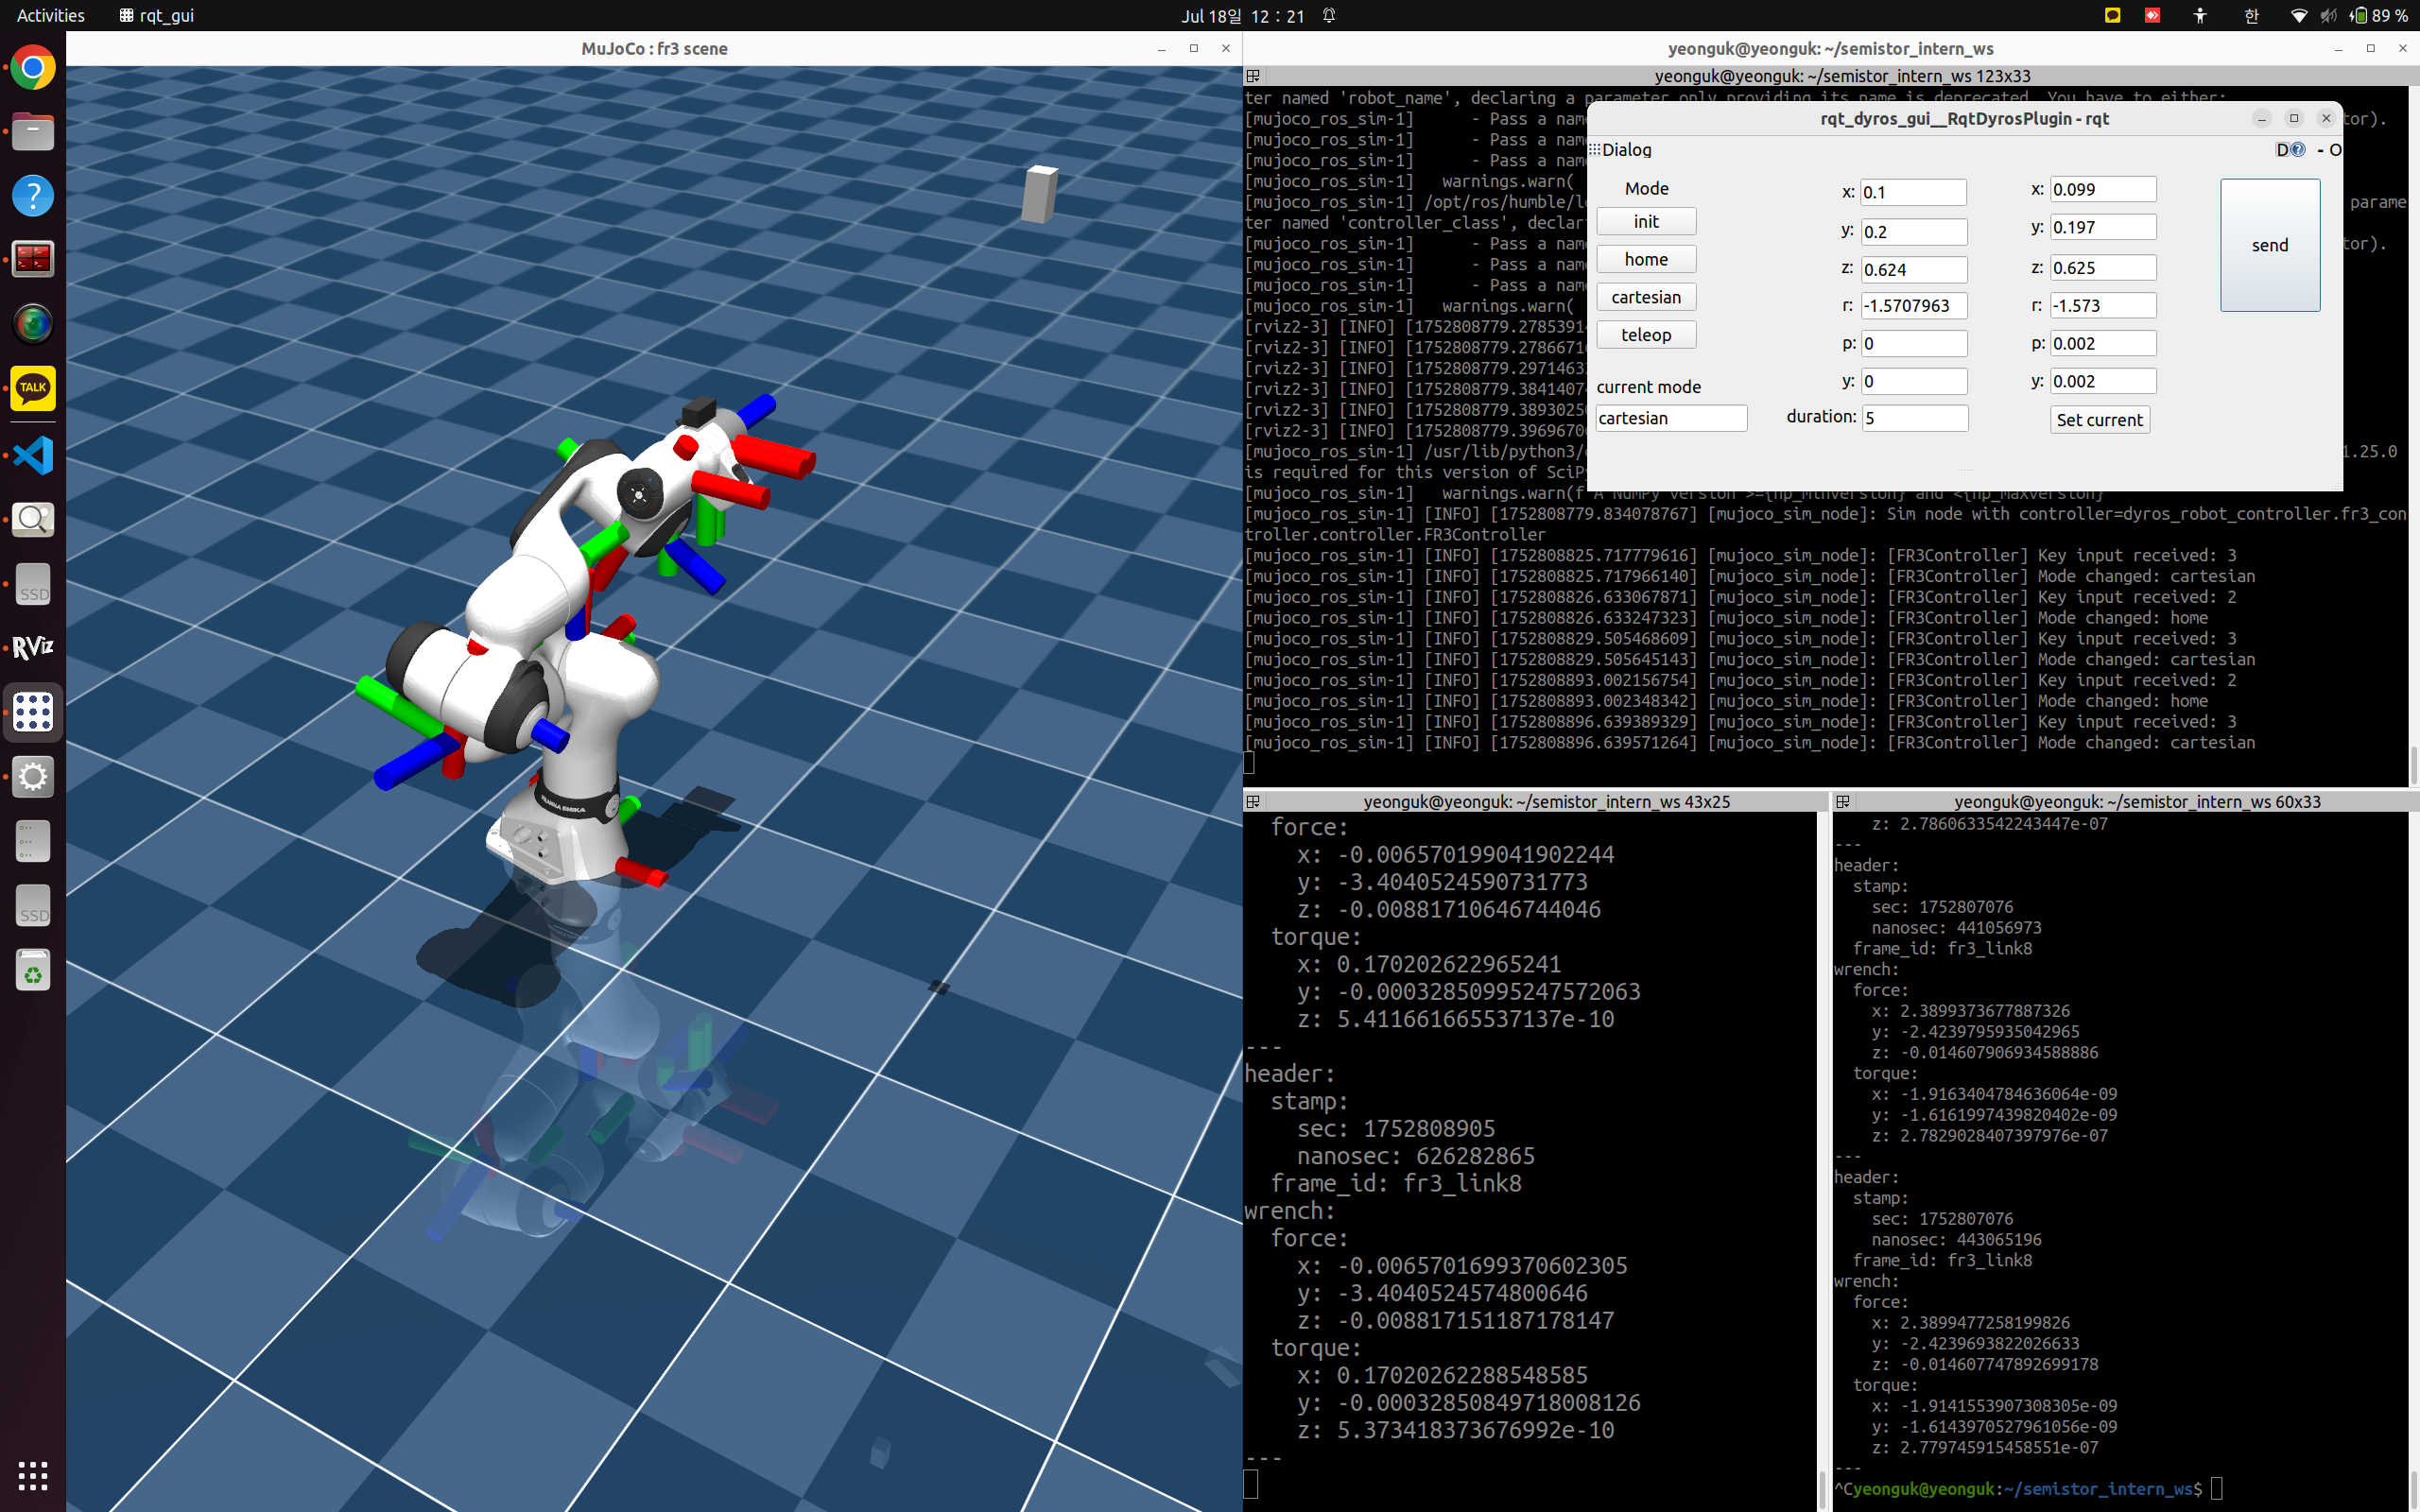 Activities
rqt_gui
Jul 18일 12 : 21
한
89 %
MuJoCo : fr3 scene
yeonguk@yeonguk: ~/semistor_intern_ws
yeonguk@yeonguk: ~/semistor_intern_ws 123x33
ter named 'robot_name', declaring a parameter only providing its name is deprecated. You have to either:
[mujoco_ros_sim-1]      - Pass a nam
tor).
[mujoco_ros_sim-1]      - Pass a nam
[mujoco_ros_sim-1]      - Pass a nam
[mujoco_ros_sim-1]   warnings.warn(
[mujoco_ros_sim-1] /opt/ros/humble/l
parame
ter named 'controller_class', declar
[mujoco_ros_sim-1]      - Pass a nam
tor).
[mujoco_ros_sim-1]      - Pass a nam
[mujoco_ros_sim-1]      - Pass a nam
[mujoco_ros_sim-1]   warnings.warn(
[rviz2-3] [INFO] [1752808779.2785391
[rviz2-3] [INFO] [1752808779.2786671
[rviz2-3] [INFO] [1752808779.2971463
[rviz2-3] [INFO] [1752808779.3841407
[rviz2-3] [INFO] [1752808779.3893025
[rviz2-3] [INFO] [1752808779.3969670
[mujoco_ros_sim-1] /usr/lib/python3/
1.25.0
is required for this version of SciP
[mujoco_ros_sim-1]   warnings.warn(f"A NumPy version >={np_minversion} and <{np_maxversion}"
[mujoco_ros_sim-1] [INFO] [1752808779.834078767] [mujoco_sim_node]: Sim node with controller=dyros_robot_controller.fr3_con
troller.controller.FR3Controller
[mujoco_ros_sim-1] [INFO] [1752808825.717779616] [mujoco_sim_node]: [FR3Controller] Key input received: 3
[mujoco_ros_sim-1] [INFO] [1752808825.717966140] [mujoco_sim_node]: [FR3Controller] Mode changed: cartesian
[mujoco_ros_sim-1] [INFO] [1752808826.633067871] [mujoco_sim_node]: [FR3Controller] Key input received: 2
[mujoco_ros_sim-1] [INFO] [1752808826.633247323] [mujoco_sim_node]: [FR3Controller] Mode changed: home
[mujoco_ros_sim-1] [INFO] [1752808829.505468609] [mujoco_sim_node]: [FR3Controller] Key input received: 3
[mujoco_ros_sim-1] [INFO] [1752808829.505645143] [mujoco_sim_node]: [FR3Controller] Mode changed: cartesian
[mujoco_ros_sim-1] [INFO] [1752808893.002156754] [mujoco_sim_node]: [FR3Controller] Key input received: 2
[mujoco_ros_sim-1] [INFO] [1752808893.002348342] [mujoco_sim_node]: [FR3Controller] Mode changed: home
[mujoco_ros_sim-1] [INFO] [1752808896.639389329] [mujoco_sim_node]: [FR3Controller] Key input received: 3
[mujoco_ros_sim-1] [INFO] [1752808896.639571264] [mujoco_sim_node]: [FR3Controller] Mode changed: cartesian
rqt_dyros_gui__RqtDyrosPlugin - rqt
Dialog
D
- O
Mode
init
home
cartesian
teleop
current mode
cartesian
x: 0.1
y: 0.2
z: 0.624
r: -1.5707963
p: 0
y: 0
duration: 5
x: 0.099
y: 0.197
z: 0.625
r: -1.573
p: 0.002
y: 0.002
Set current
send
TALK
SSD
RViz
SSD
FRANKA EMIKA
yeonguk@yeonguk: ~/semistor_intern_ws 43x25
force:
x: -0.006570199041902244
y: -3.4040524590731773
z: -0.00881710646744046
torque:
x: 0.170202622965241
y: -0.00032850995247572063
z: 5.411661665537137e-10
---
header:
stamp:
sec: 1752808905
nanosec: 626282865
frame_id: fr3_link8
wrench:
force:
x: -0.0065701699370602305
y: -3.4040524574800646
z: -0.008817151187178147
torque:
x: 0.17020262288548585
y: -0.00032850849718008126
z: 5.373418373676992e-10
---
yeonguk@yeonguk: ~/semistor_intern_ws 60x33
z: 2.7860633542243447e-07
---
header:
stamp:
sec: 1752807076
nanosec: 441056973
frame_id: fr3_link8
wrench:
force:
x: 2.3899373677887326
y: -2.4239795935042965
z: -0.014607906934588886
torque:
x: -1.9163404784636064e-09
y: -1.6161997439820402e-09
z: 2.7829028407397976e-07
---
header:
stamp:
sec: 1752807076
nanosec: 443065196
frame_id: fr3_link8
wrench:
force:
x: 2.3899477258199826
y: -2.4239693822026633
z: -0.014607747892699178
torque:
x: -1.9141553907308305e-09
y: -1.6143970527961056e-09
z: 2.779745915458551e-07
---
^Cyeonguk@yeonguk:~/semistor_intern_ws$